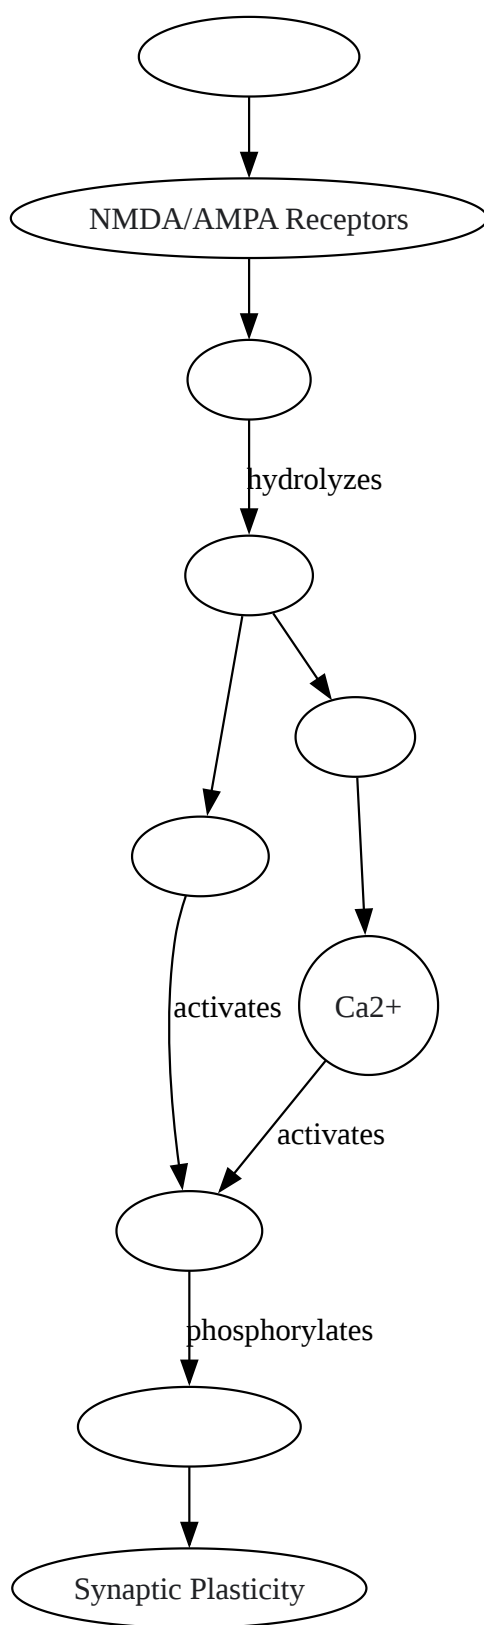 NMDA/AMPA Receptors
hydrolyzes
activates
Ca2+
activates
phosphorylates
Synaptic Plasticity